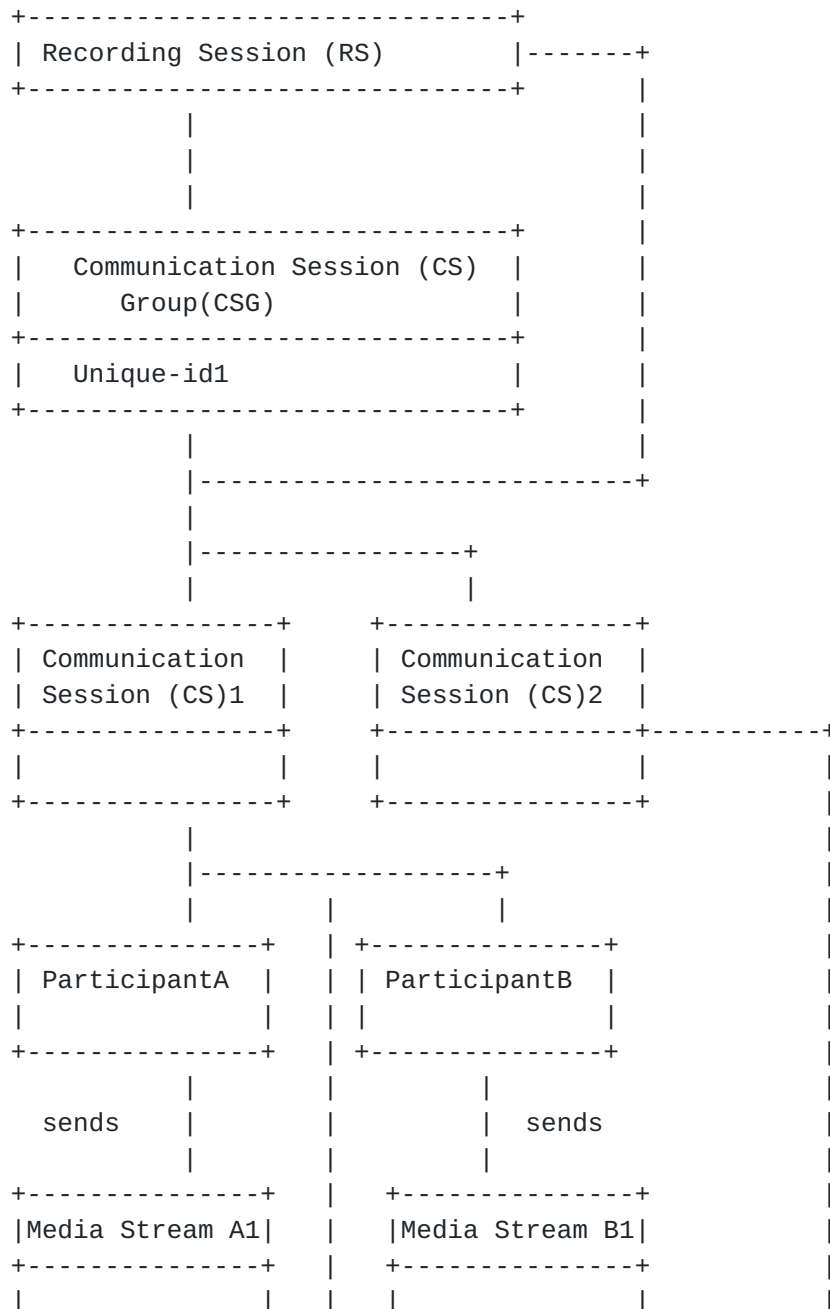 Recording Session (RS)
Communication Session (CS)
Group(CSG)
Unique-id1
Communication Communication
Session (CS)1 Session (CS)2
ParticipantA ParticipantB
sends sends
Media Stream A1 Media Stream B1